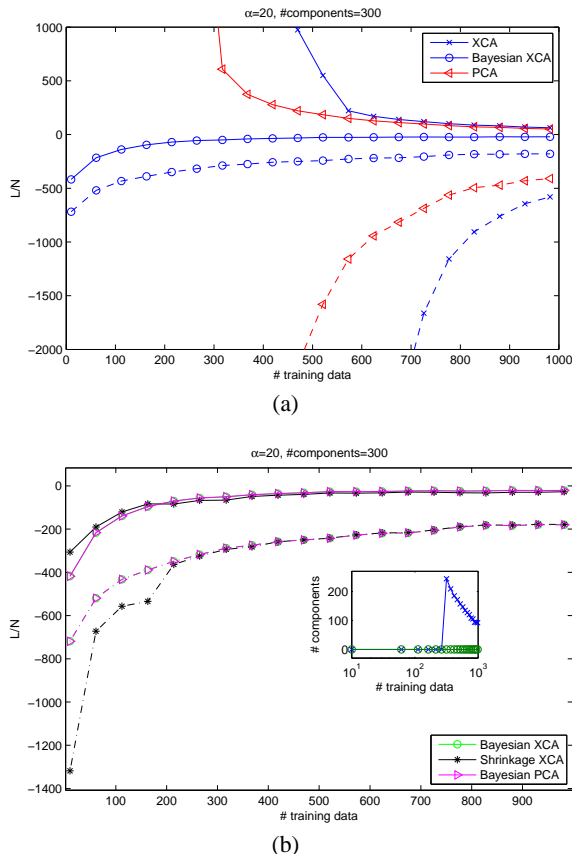 α=20, #components=300
1000
500
0
−500
−1000
−1500
−2000
L/N
XCA
Bayesian XCA
PCA
0 100 200 300 400 500 600 700 800 900 1000
# training data
(a)
α=20, #components=300
0
−200
−400
−600
−800
−1000
−1200
−1400
L/N
200
100
0
# components
10^1 10^2 10^3
# training data
Bayesian XCA
Shrinkage XCA
Bayesian PCA
100 200 300 400 500 600 700 800 900
# training data
(b)